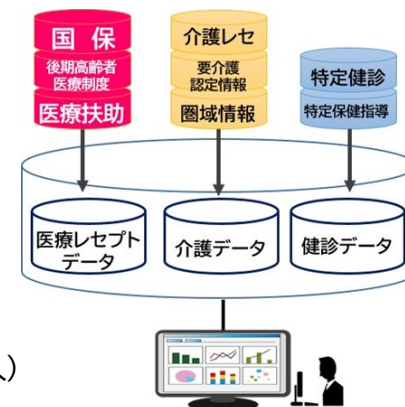 国保
後期高齢者
医療制度
医療扶助
介護レセ
要介護
認定情報
圏域情報
特定健診
特定保健指導
医療レセプト
データ
介護データ
健診データ
)